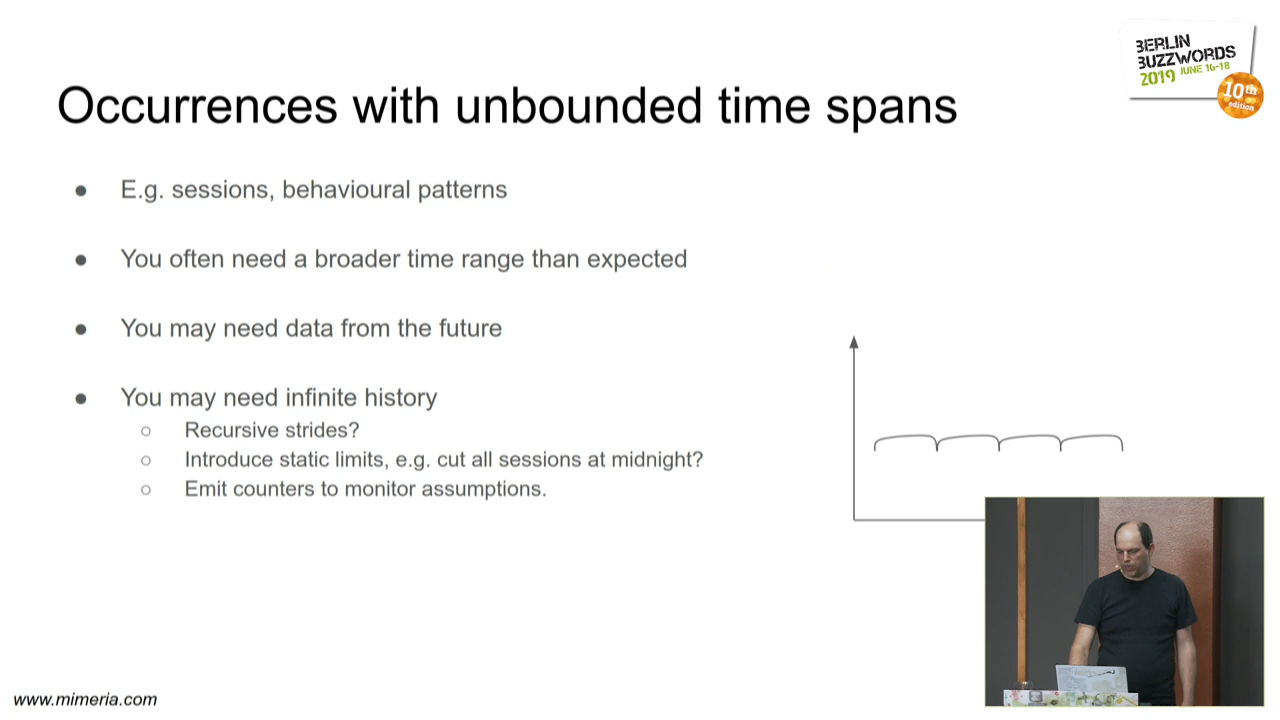 BERLIN
BUZZWORDS
2019 JUNE 16-18
10th
edition
Occurrences with unbounded time spans
● E.g. sessions, behavioural patterns
● You often need a broader time range than expected
● You may need data from the future
● You may need infinite history
○ Recursive strides?
○ Introduce static limits, e.g. cut all sessions at midnight?
○ Emit counters to monitor assumptions.
www.mimeria.com